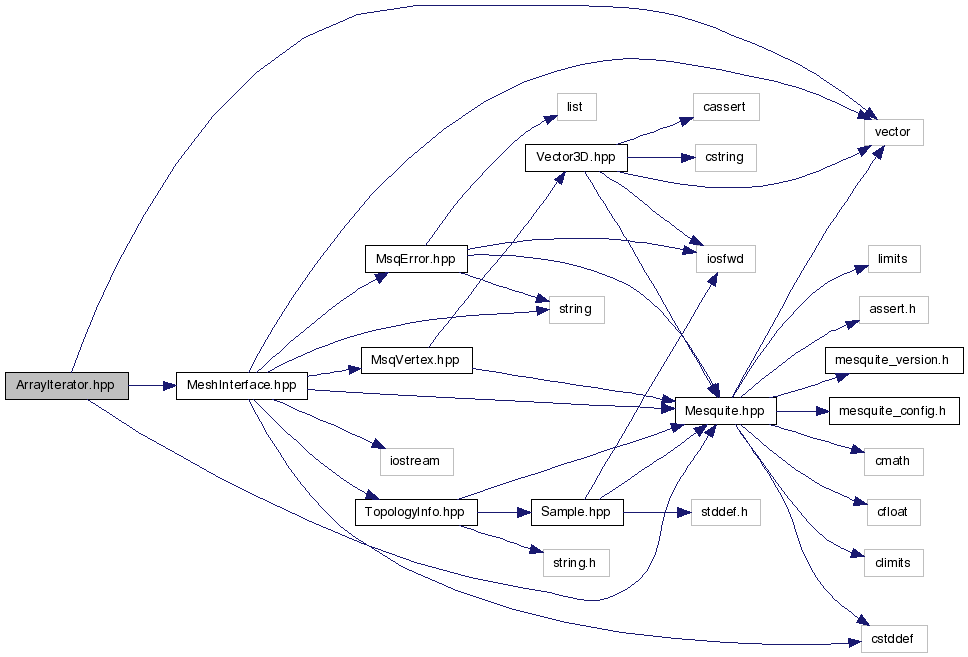 list
cassert
vector
Vector3D.hpp
cstring
MsqError.hpp
iosfwd
limits
string
assert.h
MsqVertex.hpp
mesquite_version.h
ArrayIterator.hpp
MeshInterface.hpp
Mesquite.hpp
mesquite_config.h
iostream
cmath
TopologyInfo.hpp
Sample.hpp
stddef.h
cfloat
string.h
climits
cstddef